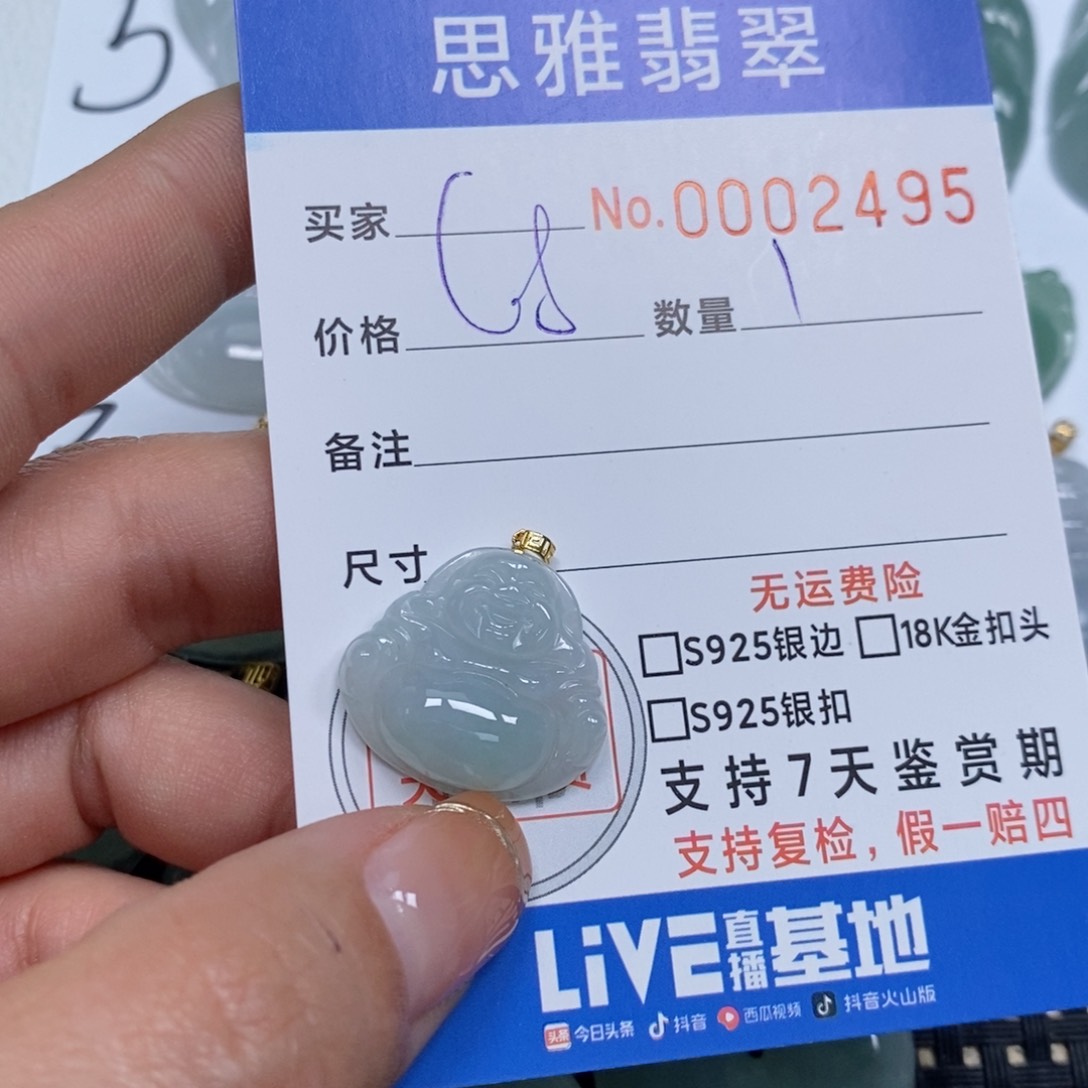 5
思雅翡翠
买家 No.0002495
价格 数量 1
备注
尺寸
无运费险
□S925银边 □18K金扣头
□S925银扣
支持7天鉴赏期
支持复检，假一赔四
LiVE直播基地
头条 今日头条 抖音 西瓜视频 抖音火山版